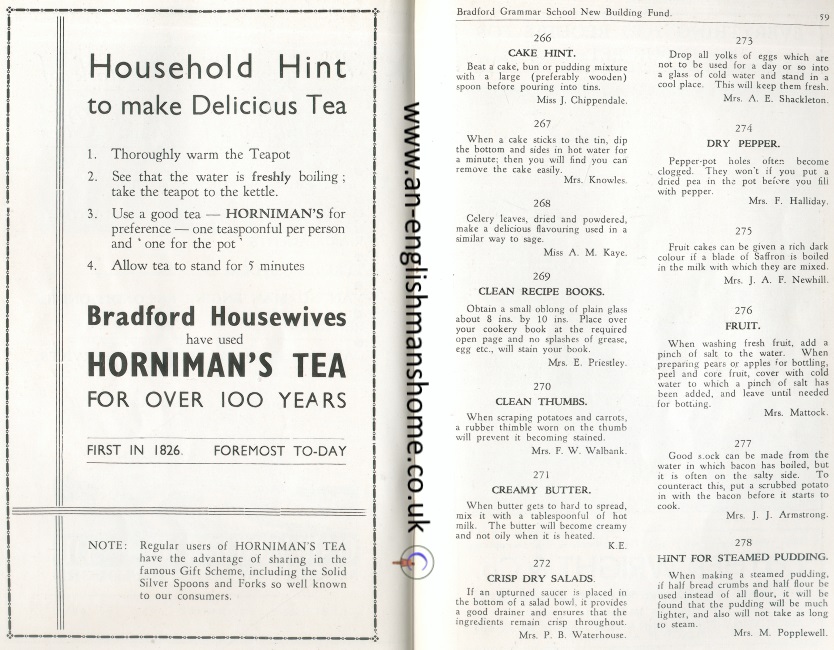 Household Hint
to make Delicious Tea
1. Thoroughly warm the Teapot
2. See that the water is freshly boiling ;
take the teapot to the kettle.
3. Use a good tea — HORNIMAN'S for
preference — one teaspoonful per person
and ' one for the pot '
4. Allow tea to stand for 5 minutes
Bradford Housewives
have used
HORNIMAN'S TEA
FOR OVER 100 YEARS
FIRST IN 1826. FOREMOST TO-DAY
NOTE: Regular users of HORNIMAN'S TEA
have the advantage of sharing in the
famous Gift Scheme, including the Solid
Silver Spoons and Forks so well known
to our consumers.
www.an-englishmanshome.co.uk
Bradford Grammar School New Building Fund. 59
266
CAKE HINT.
Beat a cake, bun or pudding mixture
with a large (preferably wooden)
spoon before pouring into tins.
Miss J. Chippendale.
267
When a cake sticks to the tin, dip
the bottom and sides in hot water for
a minute; then you will find you can
remove the cake easily.
Mrs. Knowles.
268
Celery leaves, dried and powdered,
make a delicious flavouring used in a
similar way to sage.
Miss A. M. Kaye.
269
CLEAN RECIPE BOOKS.
Obtain a small oblong of plain glass
about 8 ins. by 10 ins. Place over
your cookery book at the required
open page and no splashes of grease,
egg etc., will stain your book.
Mrs. E. Priestley.
270
CLEAN THUMBS.
When scraping potatoes and carrots,
a rubber thimble worn on the thumb
will prevent it becoming stained.
Mrs. F. W. Walbank.
271
CREAMY BUTTER.
When butter gets to hard to spread,
mix it with a tablespoonful of hot
milk. The butter will become creamy
and not oily when it is heated.
K.E.
272
CRISP DRY SALADS.
If an upturned saucer is placed in
the bottom of a salad bowl, it provides
a good drainer and ensures that the
ingredients remain crisp throughout.
Mrs. P. B. Waterhouse.
273
Drop all yolks of eggs which are
not to be used for a day or so into
a glass of cold water and stand in a
cool place. This will keep them fresh.
Mrs. A. E. Shackleton.
274
DRY PEPPER.
Pepper-pot holes often become
clogged. They won't if you put a
dried pea in the pot before you fill
with pepper.
Mrs. F. Halliday.
275
Fruit cakes can be given a rich dark
colour if a blade of Saffron is boiled
in the milk with which they are mixed.
Mrs. J. A. F. Newhill.
276
FRUIT.
When washing fresh fruit, add a
pinch of salt to the water. When
preparing pears or apples for bottling,
peel and core fruit, cover with cold
water to which a pinch of salt has
been added, and leave until needed
for bottling.
Mrs. Mattock.
277
Good stock can be made from the
water in which bacon has boiled, but
it is often on the salty side. To
counteract this, put a scrubbed potato
in with the bacon before it starts to
cook.
Mrs. J. J. Armstrong.
278
HINT FOR STEAMED PUDDING.
When making a steamed pudding,
if half bread crumbs and half flour be
used instead of all flour, it will be
found that the pudding will be much
lighter, and also will not take as long
to steam.
Mrs. M. Popplewell.